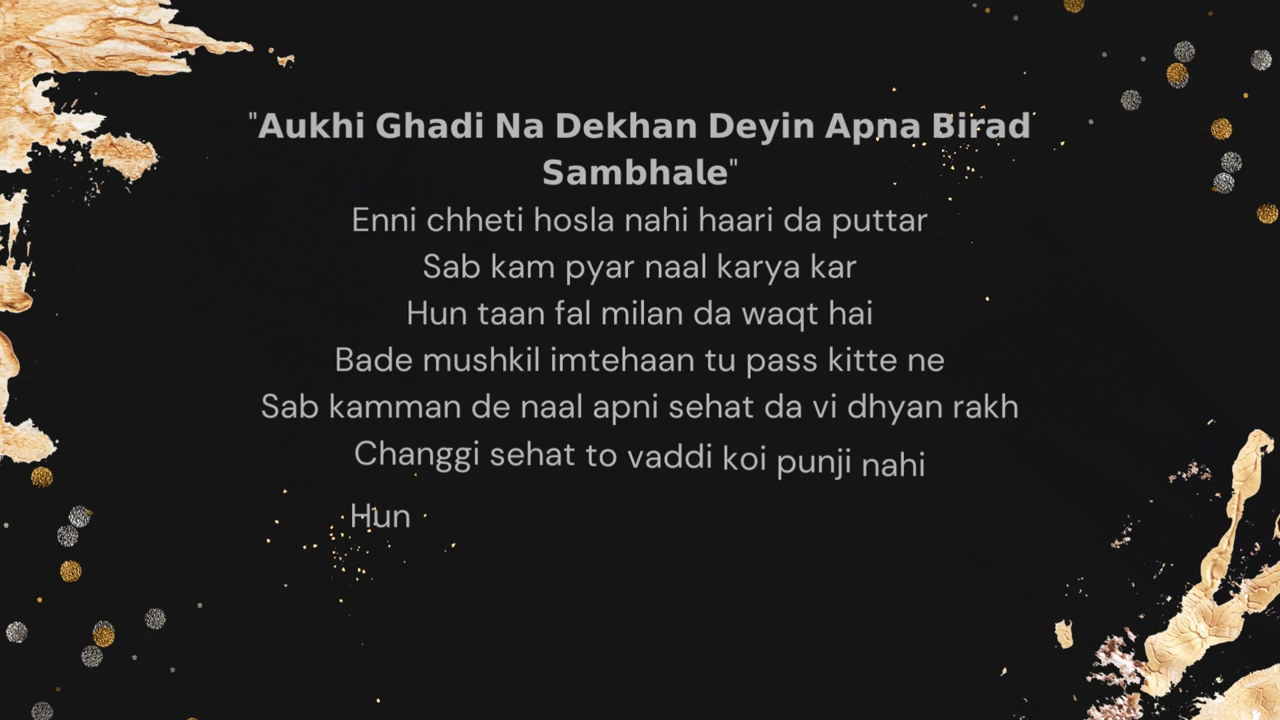 "Aukhi Ghadi Na Dekhan Deyin Apna Birad
Sambhale"
Enni chheti hosla nahi haari da puttar
Sab kam pyar naal karya kar
Hun taan fal milan da waqt hai
Bade mushkil imtehaan tu pass kitte ne
Sab kamman de naal apni sehat da vi dhyan rakh
Changgi sehat to vaddi koi punji nahi
Hun